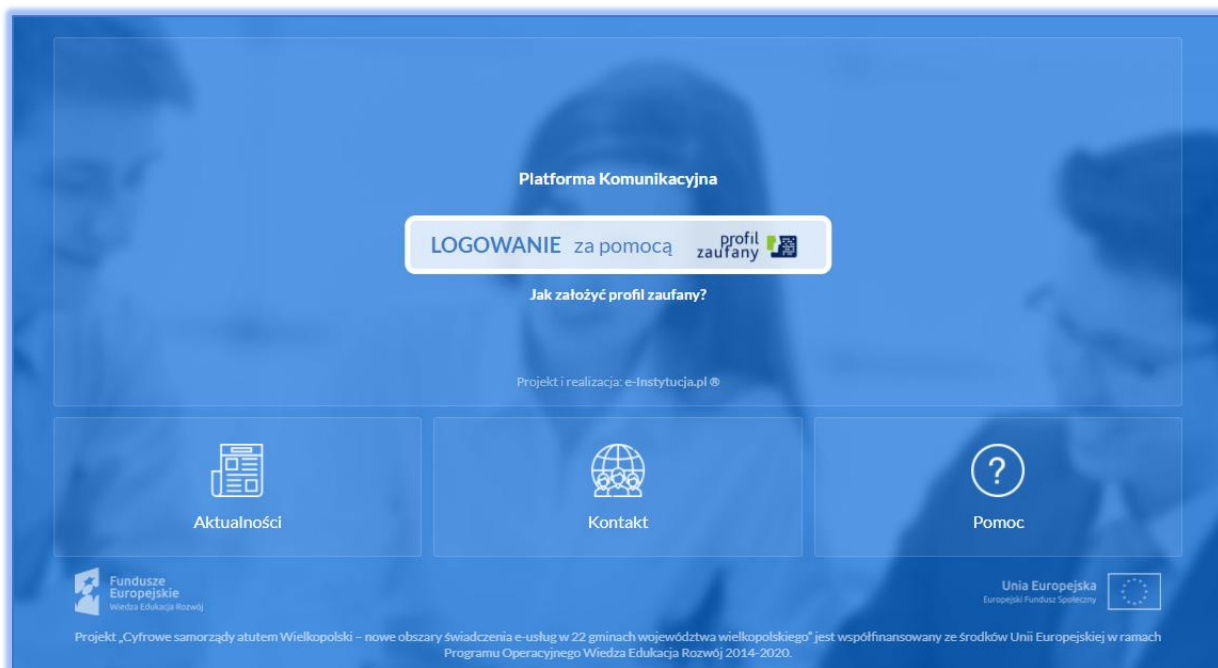 Platforma Komunikacyjna
LOGOWANIE za pomocą profil zaufany
Jak założyć profil zaufany?
Projekt i realizacja: e-Instytucja.pl ®
Aktualności
Kontakt
Pomoc
Fundusze
Europejskie
Wiedza Edukacja Rozwój
Unia Europejska
Europejski Fundusz Społeczny
Projekt „Cyfrowe samorządy atutem Wielkopolski – nowe obszary świadczenia e-usług w 22 gminach województwa wielkopolskiego” jest współfinansowany ze środków Unii Europejskiej w ramach
Programu Operacyjnego Wiedza Edukacja Rozwój 2014-2020.